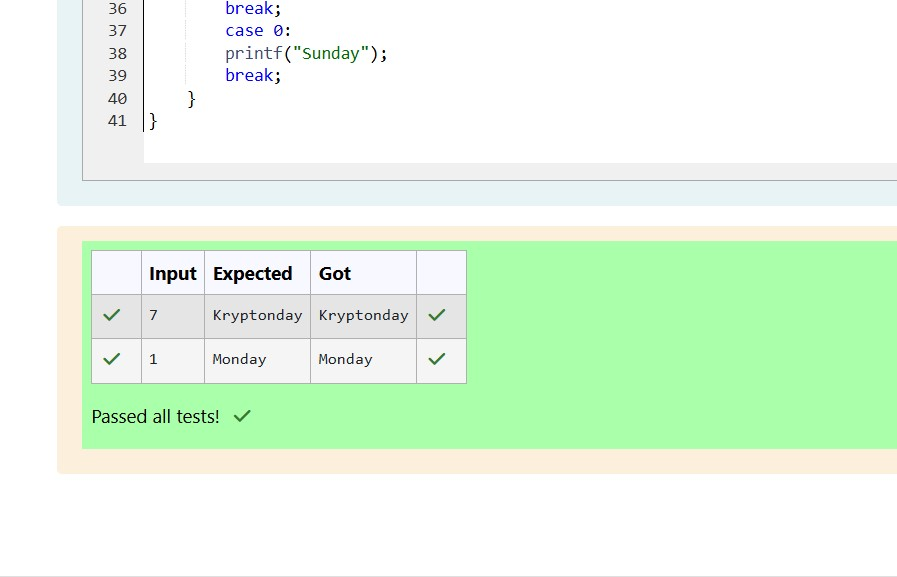 36 break;
37 case 0:
38 printf("Sunday");
39 break;
40 }
41 }
Input Expected Got
7 Kryptonday Kryptonday
1 Monday Monday
Passed all tests!